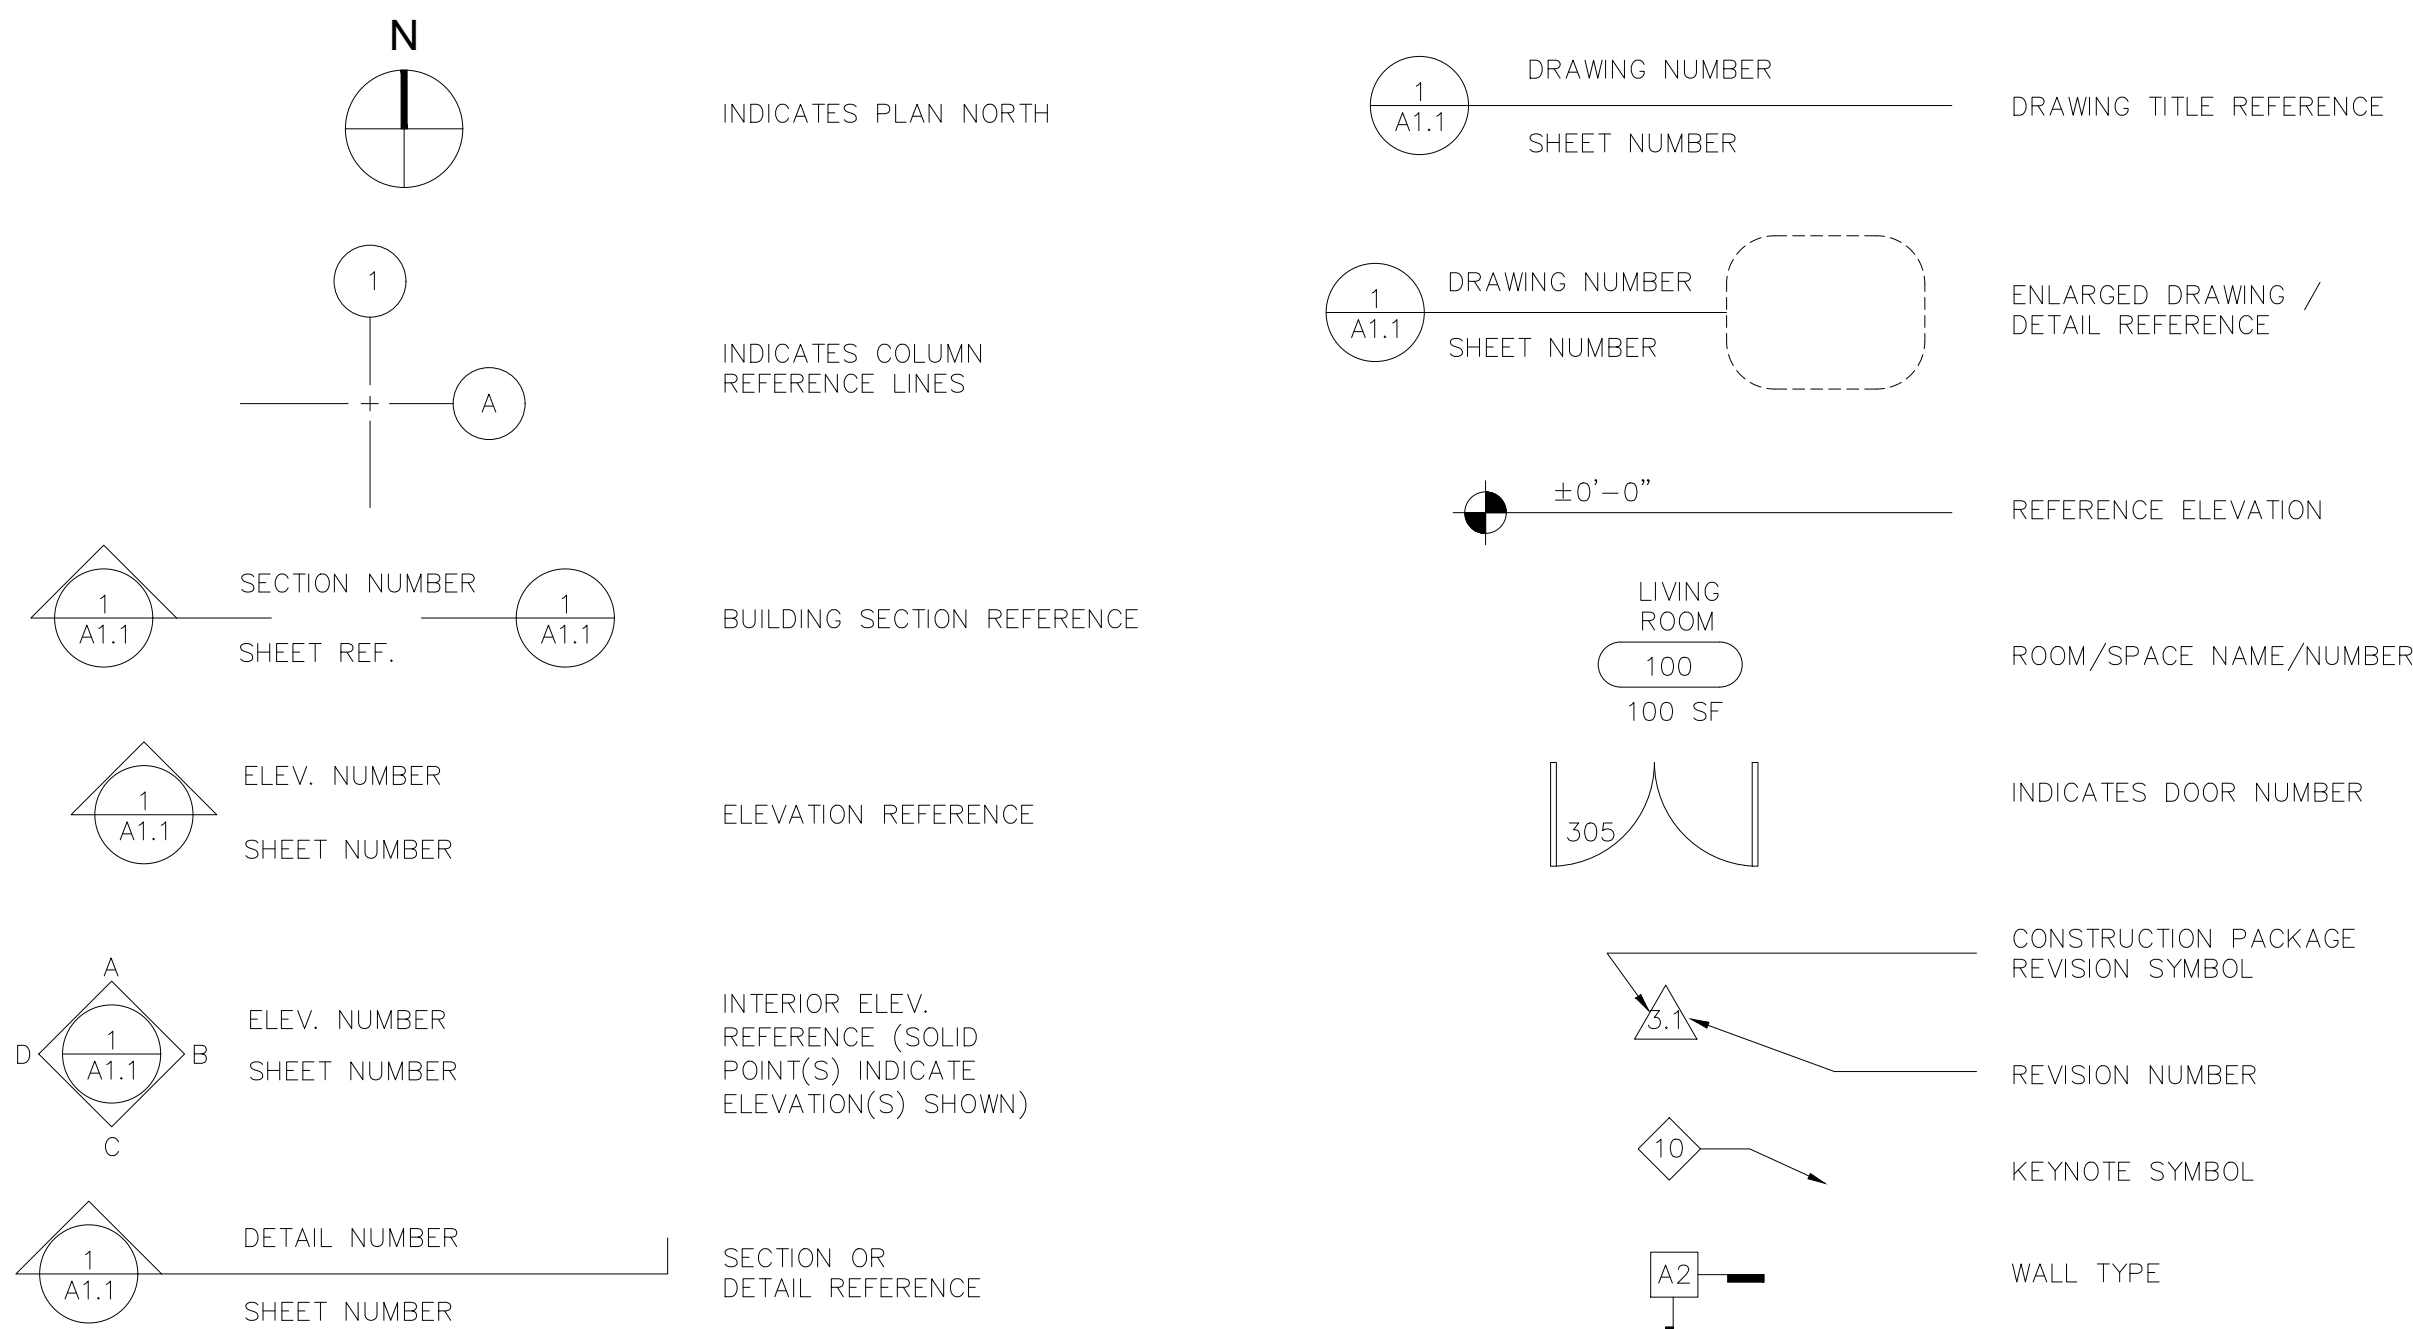 N
INDICATES PLAN NORTH
1
A
INDICATES COLUMN
REFERENCE LINES
1
A1.1
SECTION NUMBER
SHEET REF.
1
A1.1
BUILDING SECTION REFERENCE
1
A1.1
ELEV. NUMBER
SHEET NUMBER
ELEVATION REFERENCE
A
D
1
A1.1
B
C
ELEV. NUMBER
SHEET NUMBER
INTERIOR ELEV.
REFERENCE (SOLID
POINT(S) INDICATE
ELEVATION(S) SHOWN)
1
A1.1
DETAIL NUMBER
SHEET NUMBER
SECTION OR
DETAIL REFERENCE
1
A1.1
DRAWING NUMBER
SHEET NUMBER
DRAWING TITLE REFERENCE
1
A1.1
DRAWING NUMBER
SHEET NUMBER
ENLARGED DRAWING /
DETAIL REFERENCE
±0'–0"
REFERENCE ELEVATION
LIVING
ROOM
100
100 SF
ROOM/SPACE NAME/NUMBER
305
INDICATES DOOR NUMBER
CONSTRUCTION PACKAGE
REVISION SYMBOL
3.1
REVISION NUMBER
10
KEYNOTE SYMBOL
A2
WALL TYPE